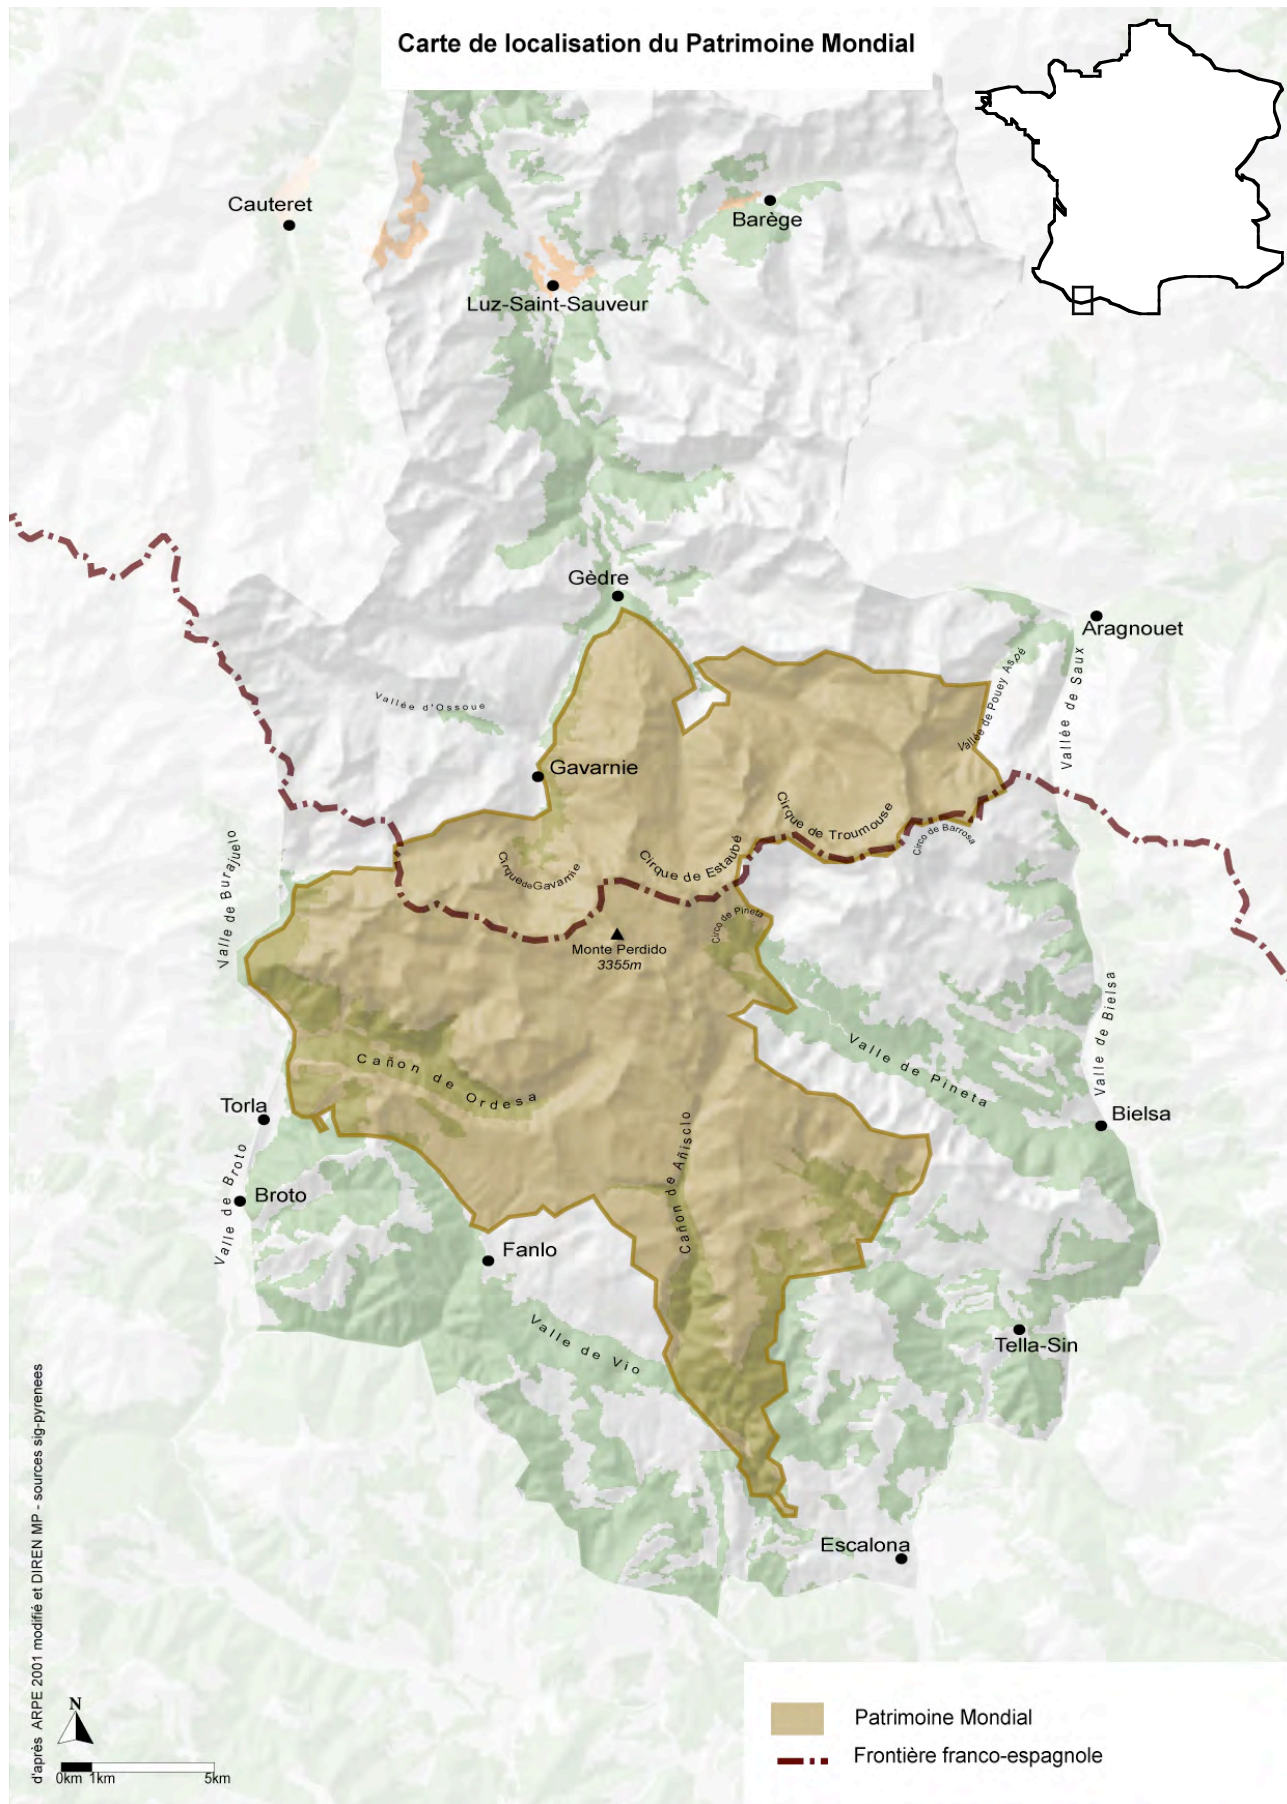 Carte de localisation du Patrimoine Mondial
Cauteret
Barège
Luz-Saint-Sauveur
Gèdre
Aragnouet
Vallée de Saux
Vallée de Pouey Aspé
Vallée d'Ossoue
Gavarnie
Cirque de Troumouse
Circo de Barrosa
Cirque de Estaubé
Cirque de Gavarnie
Valle de Burajuelo
Circo de Pineta
Monte Perdido
3355m
Valle de Bielsa
Valle de Pineta
Cañon de Ordesa
Torla
Bielsa
Cañon de Añisclo
Valle de Broto
Broto
Fanlo
Valle de Vio
Tella-Sin
Escalona
d'après ARPE 2001 modifié et DIREN MP - sources sig-pyrenees
N
0km 1km 5km
Patrimoine Mondial
Frontière franco-espagnole